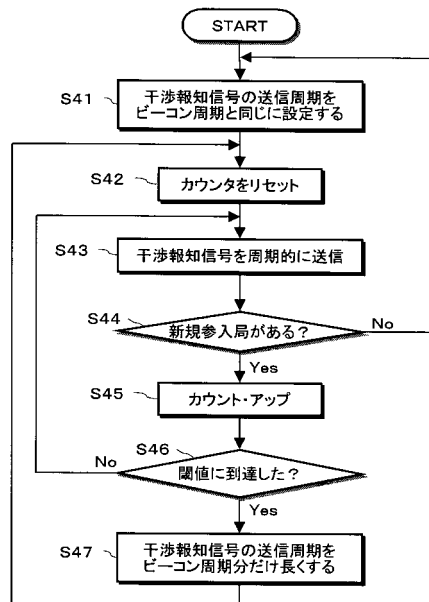 START
S41
干渉報知信号の送信周期を
ビーコン周期と同じに設定する
S42
カウンタをリセット
S43
干渉報知信号を周期的に送信
S44
新規参入局がある？
No
Yes
S45
カウント・アップ
S46
No
閾値に到達した？
Yes
S47
干渉報知信号の送信周期を
ビーコン周期分だけ長くする